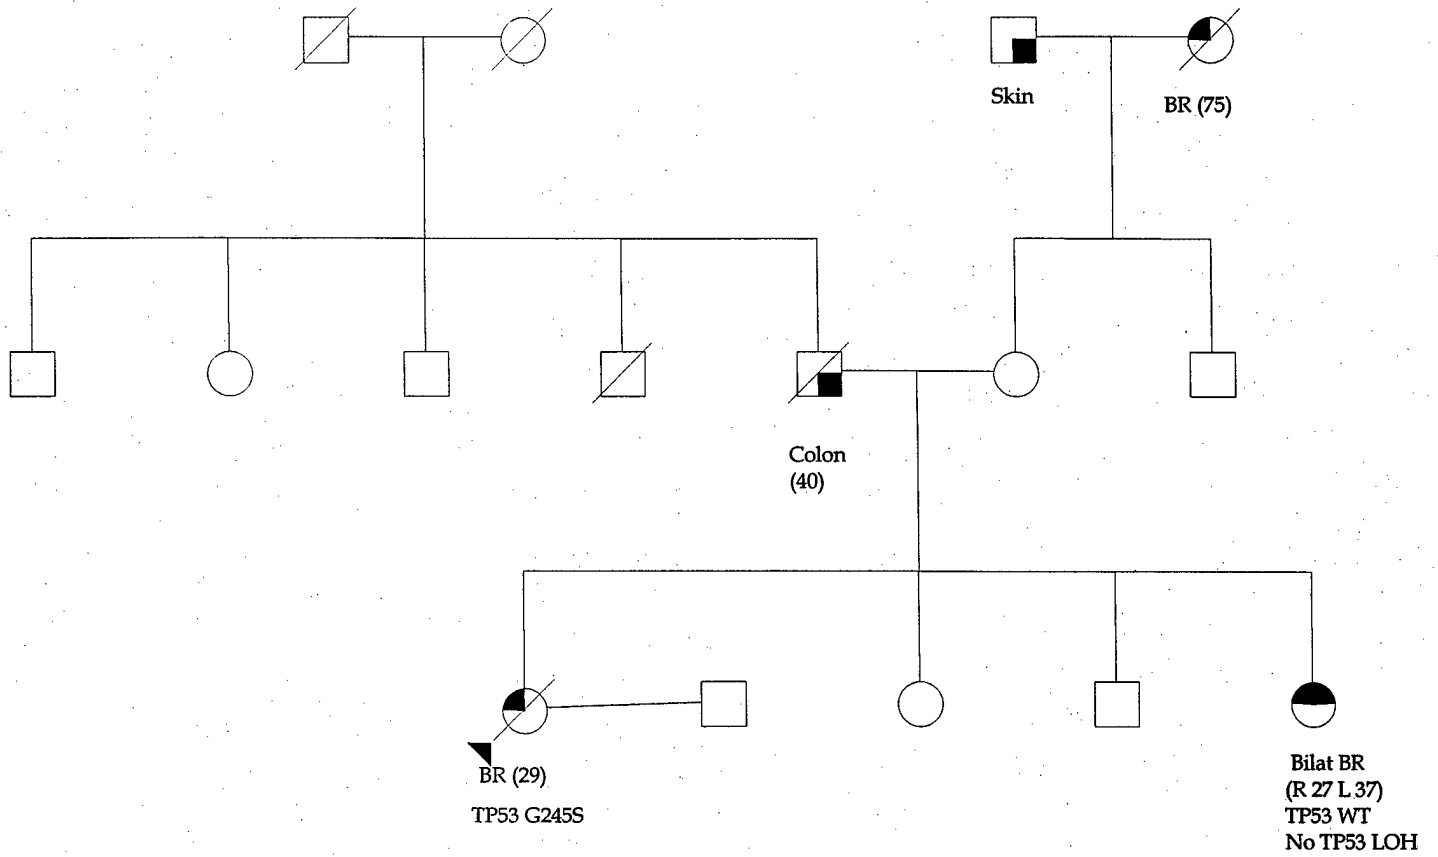 Skin
BR (75)
Colon
(40)
BR (29)
TP53 G245S
Bilat BR
(R 27 L 37)
TP53 WT
No TP53 LOH